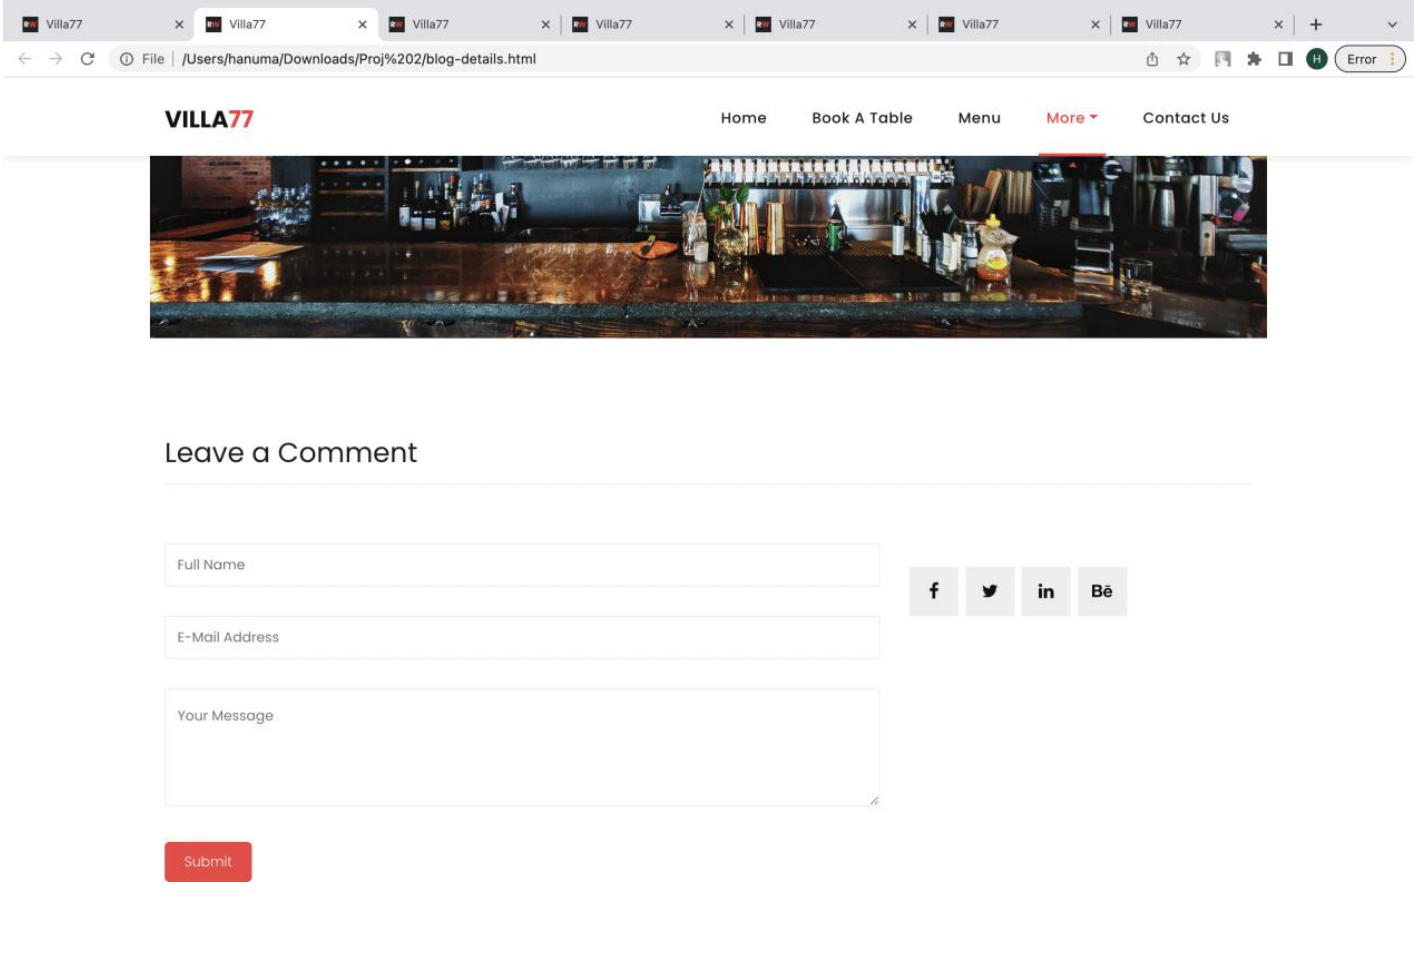 Villa77 Villa77 Villa77 Villa77 Villa77 Villa77 Villa77
File /Users/hanuma/Downloads/Proj%202/blog-details.html H Error
VILLA77 Home Book A Table Menu More Contact Us
Leave a Comment
Full Name
f in Bē
E-Mail Address
Your Message
Submit